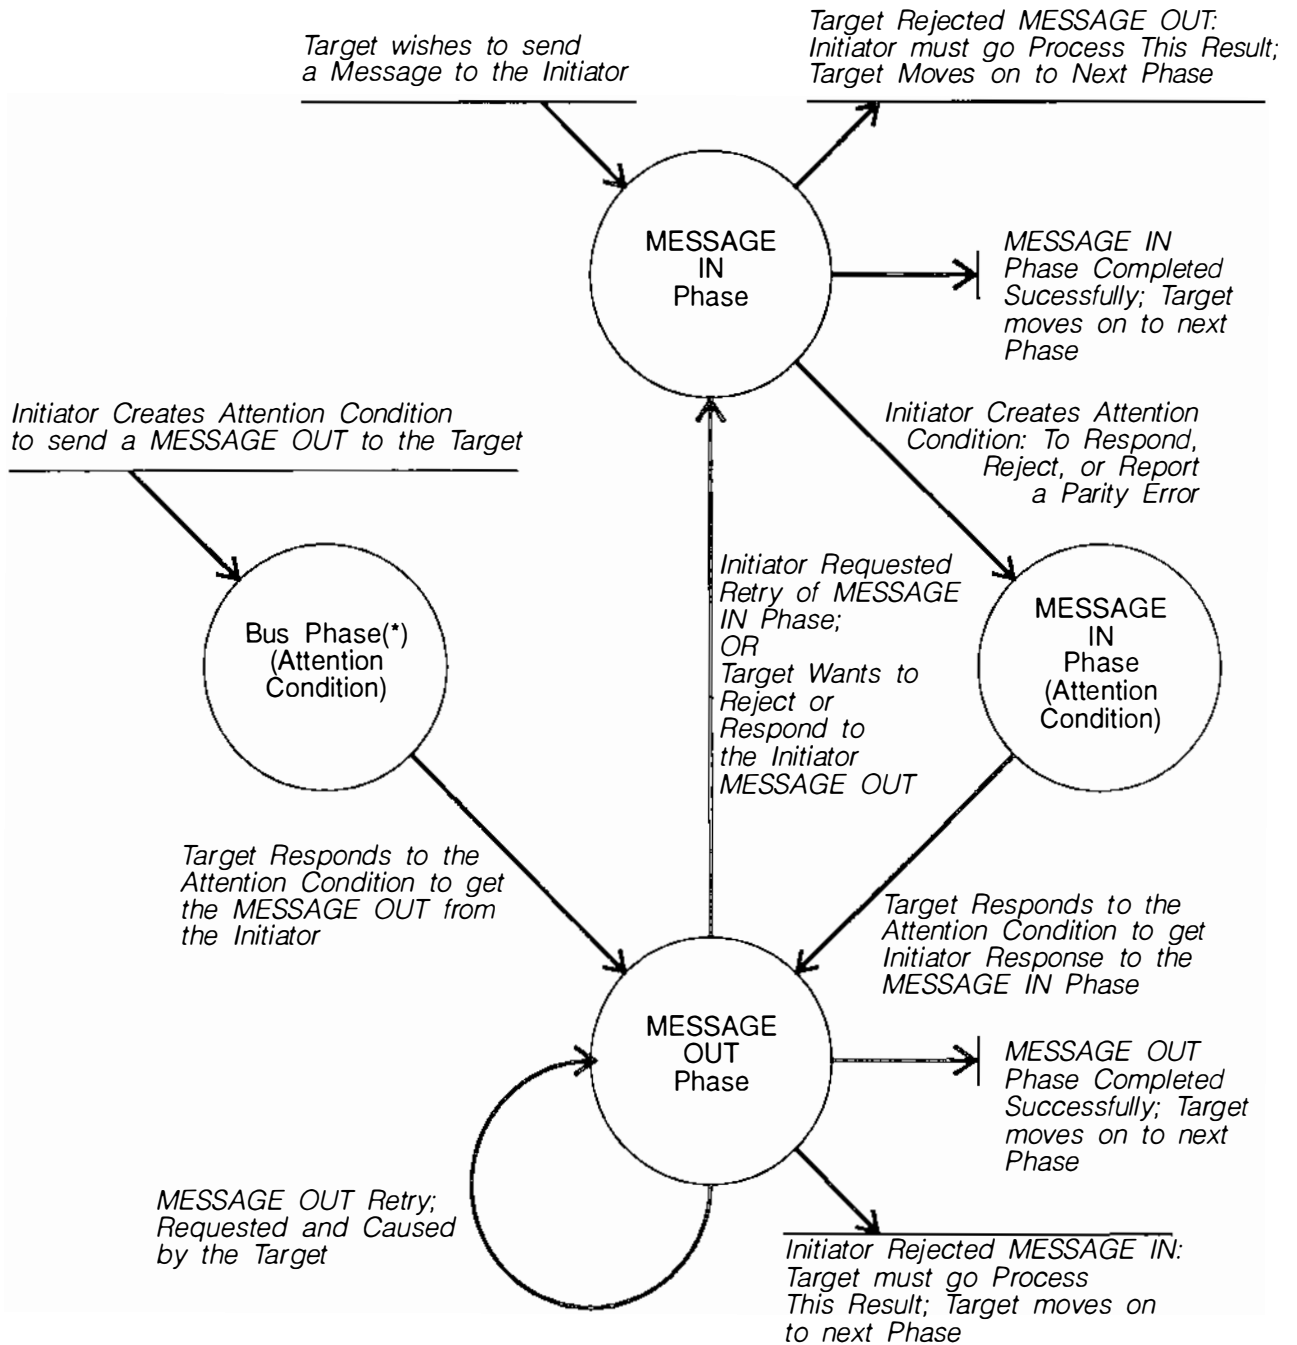 Target wishes to send
a Message to the Initiator
Target Rejected MESSAGE OUT:
Initiator must go Process This Result;
Target Moves on to Next Phase
MESSAGE
IN
Phase
MESSAGE IN
Phase Completed
Sucessfully; Target
moves on to next
Phase
Initiator Creates Attention Condition
to send a MESSAGE OUT to the Target
Initiator Creates Attention
Condition: To Respond,
Reject, or Report
a Parity Error
Bus Phase(*)
(Attention
Condition)
Initiator Requested
Retry of MESSAGE
IN Phase;
OR
Target Wants to
Reject or
Respond to
the Initiator
MESSAGE OUT
MESSAGE
IN
Phase
(Attention
Condition)
Target Responds to the
Attention Condition to get
the MESSAGE OUT from
the Initiator
Target Responds to the
Attention Condition to get
Initiator Response to the
MESSAGE IN Phase
MESSAGE
OUT
Phase
MESSAGE OUT
Phase Completed
Successfully; Target
moves on to next
Phase
MESSAGE OUT Retry;
Requested and Caused
by the Target
Initiator Rejected MESSAGE IN:
Target must go Process
This Result; Target moves on
to next Phase